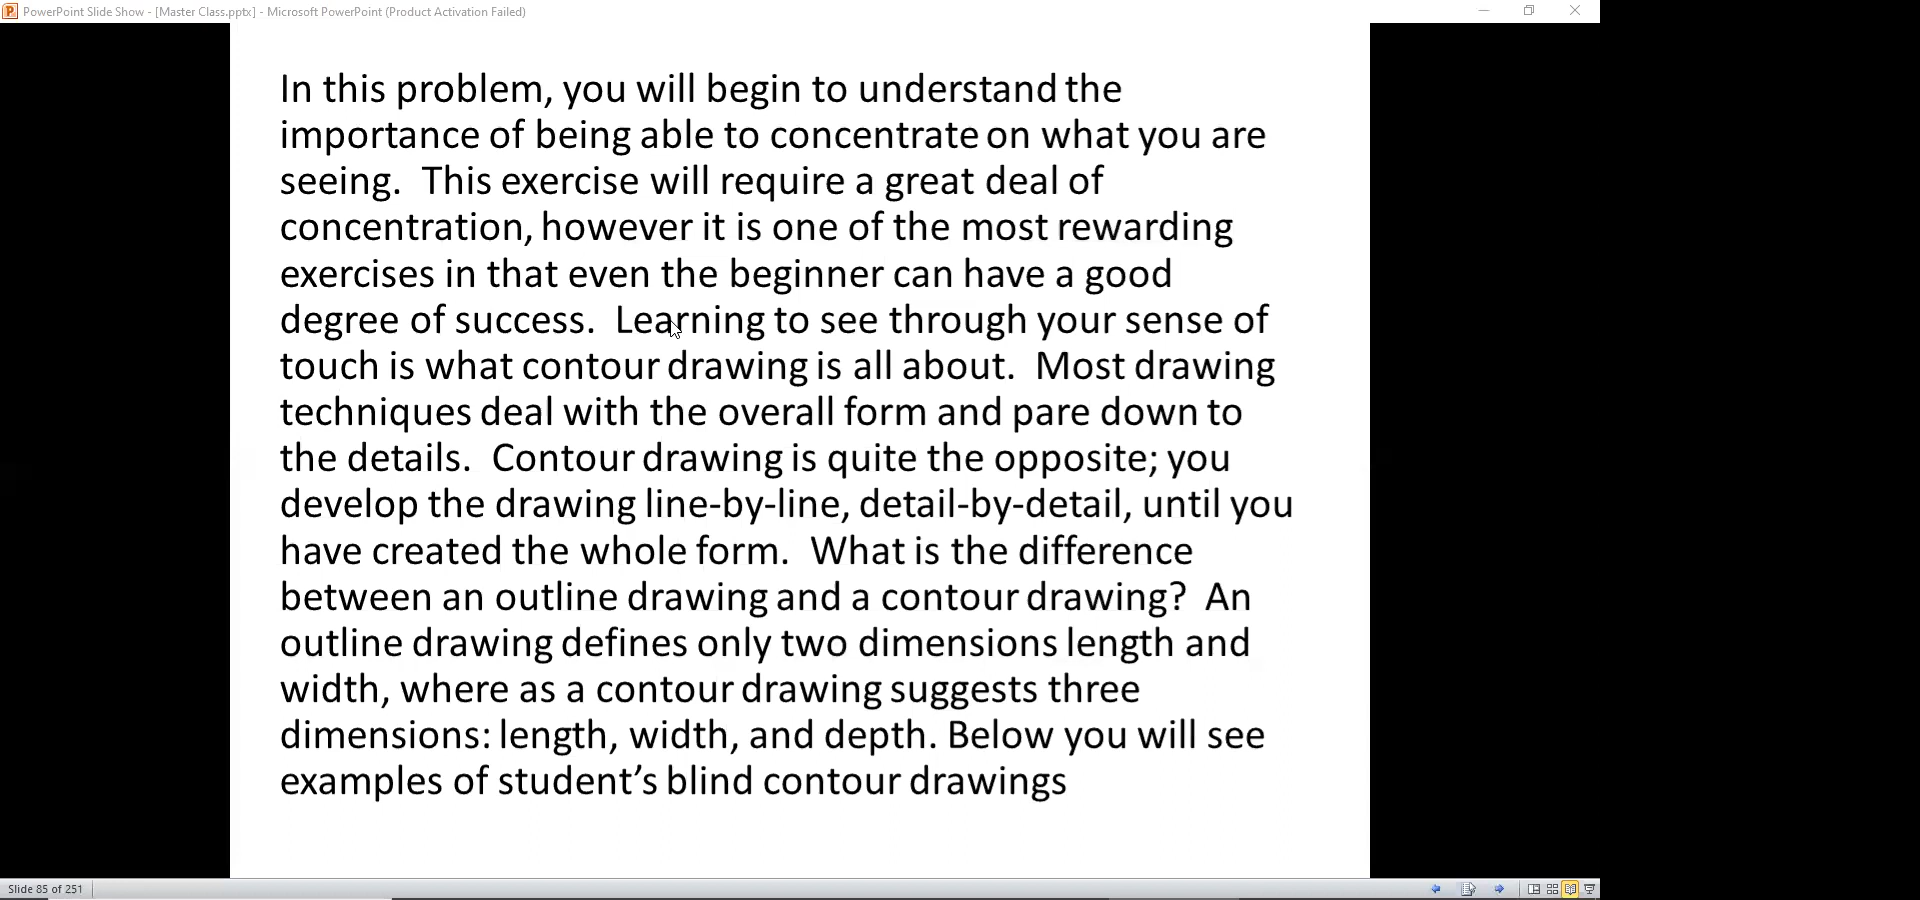 PowerPoint Slide Show - [Master Class.pptx] - Microsoft PowerPoint (Product Activation Failed)
In this problem, you will begin to understand the
importance of being able to concentrate on what you are
seeing.  This exercise will require a great deal of
concentration, however it is one of the most rewarding
exercises in that even the beginner can have a good
degree of success.  Learning to see through your sense of
touch is what contour drawing is all about.  Most drawing
techniques deal with the overall form and pare down to
the details.  Contour drawing is quite the opposite; you
develop the drawing line-by-line, detail-by-detail, until you
have created the whole form.  What is the difference
between an outline drawing and a contour drawing?  An
outline drawing defines only two dimensions length and
width, where as a contour drawing suggests three
dimensions: length, width, and depth. Below you will see
examples of student’s blind contour drawings
Slide 85 of 251